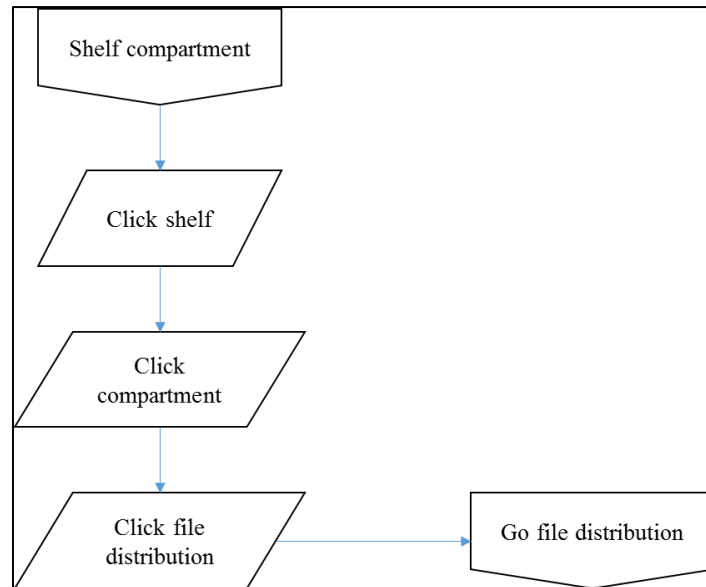 Shelf compartment
Click shelf
Click
compartment
Click file
distribution
Go file distribution